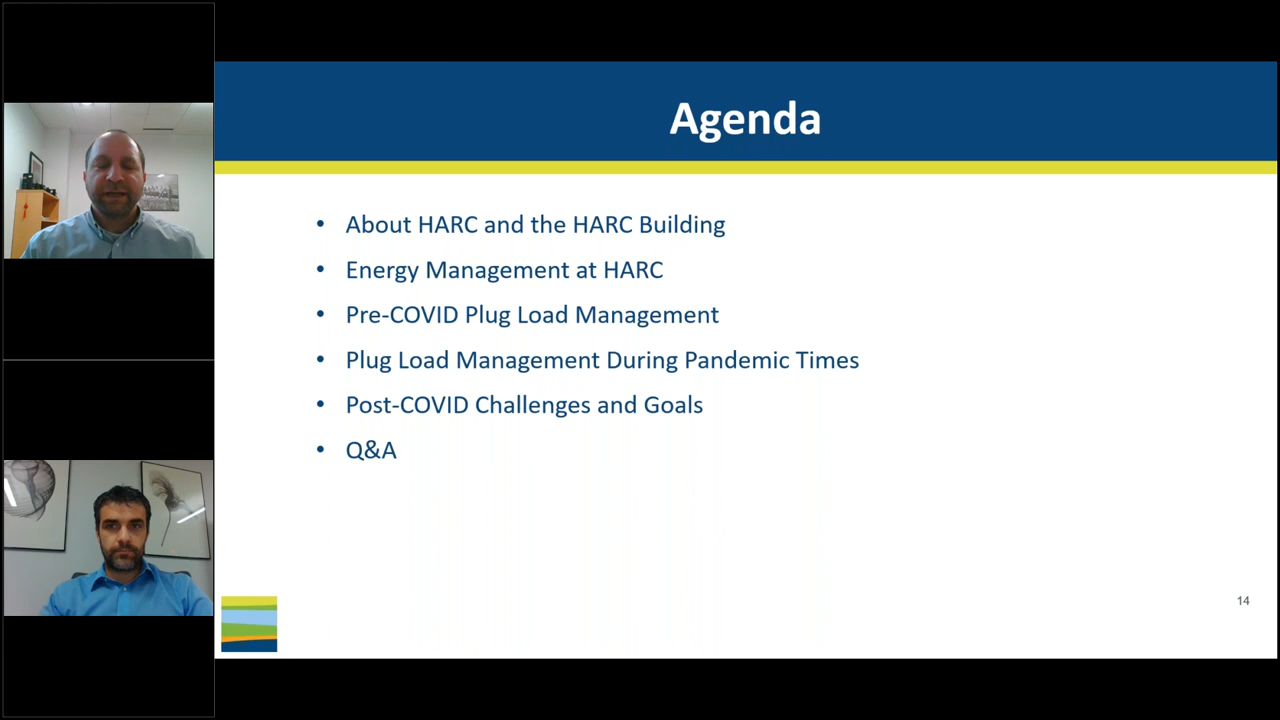 Agenda
• About HARC and the HARC Building
• Energy Management at HARC
• Pre-COVID Plug Load Management
• Plug Load Management During Pandemic Times
• Post-COVID Challenges and Goals
• Q&A
14